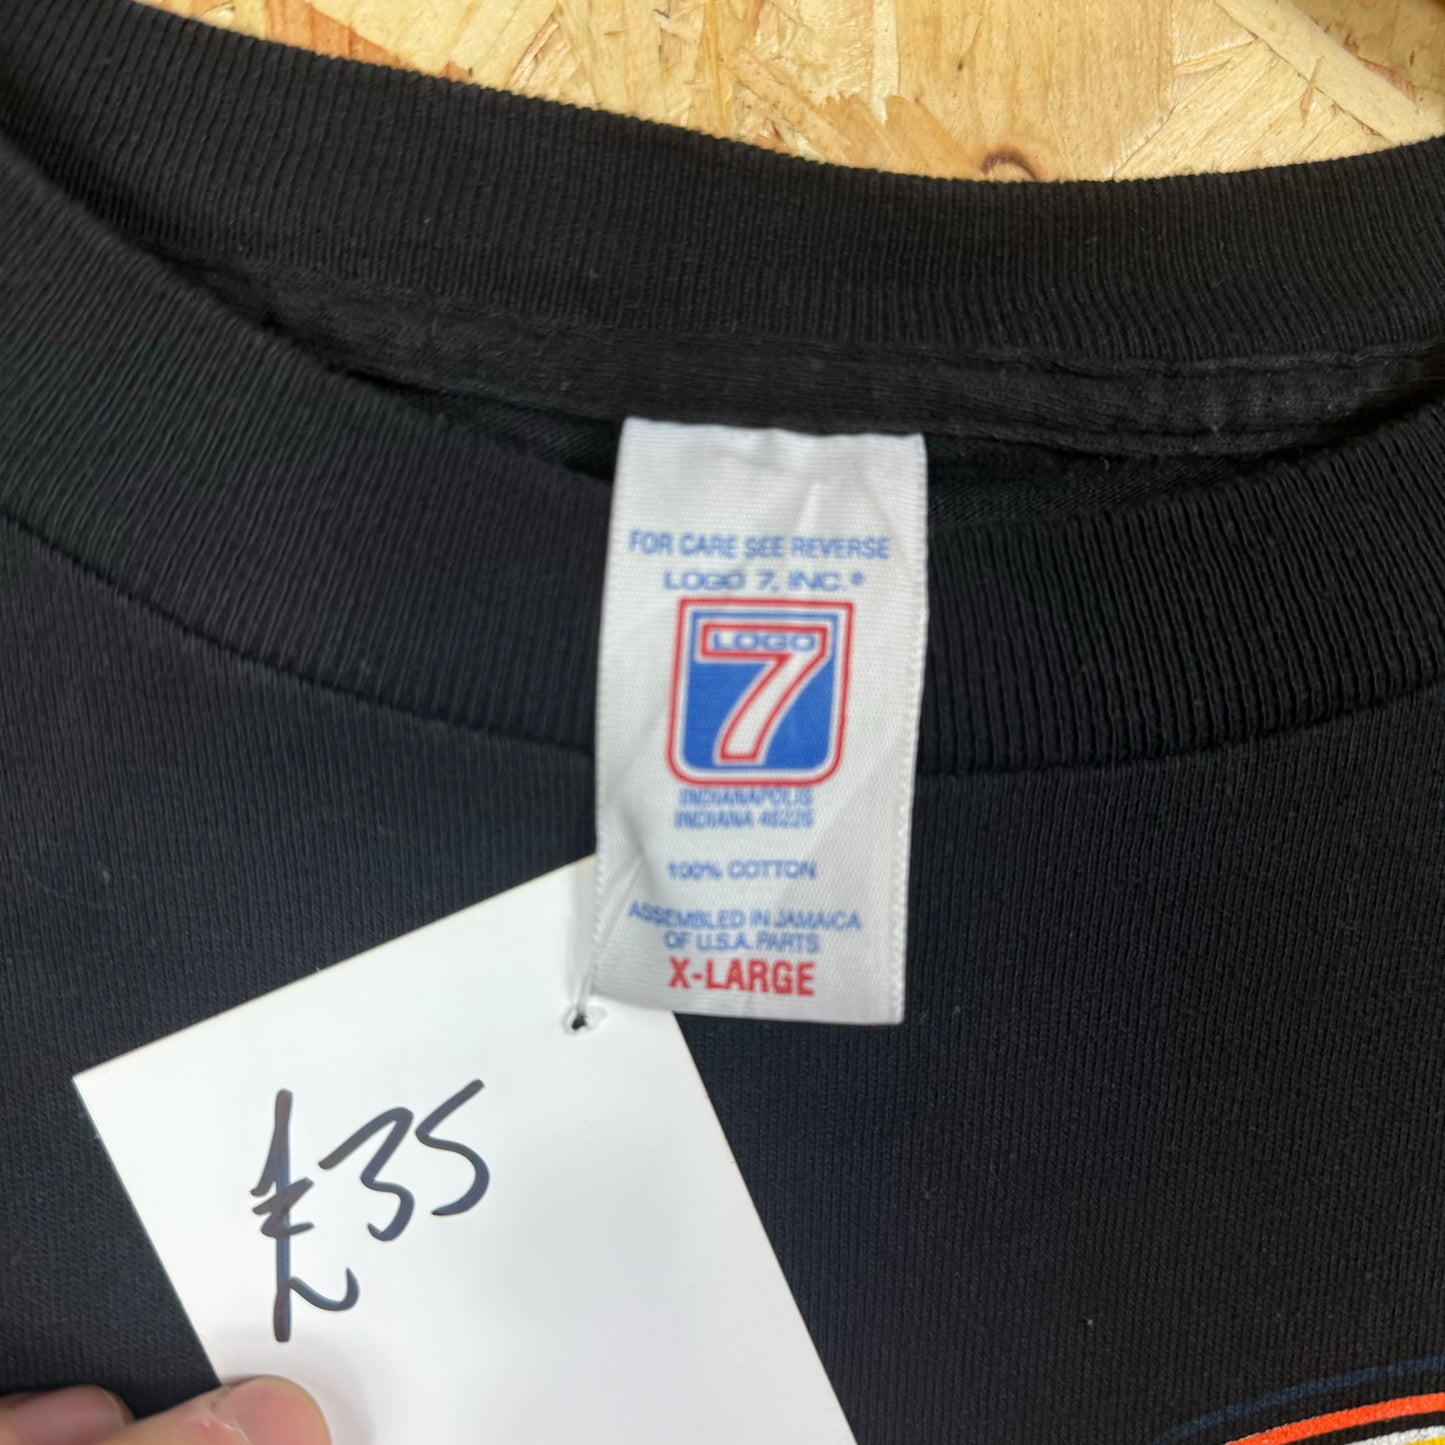 FOR CARE SEE REVERSE
LOGO 7, INC.®
LOGO
7
INDIANAPOLIS
INDIANA 46226
100% COTTON
ASSEMBLED IN JAMAICA
OF U.S.A. PARTS
X-LARGE
£35